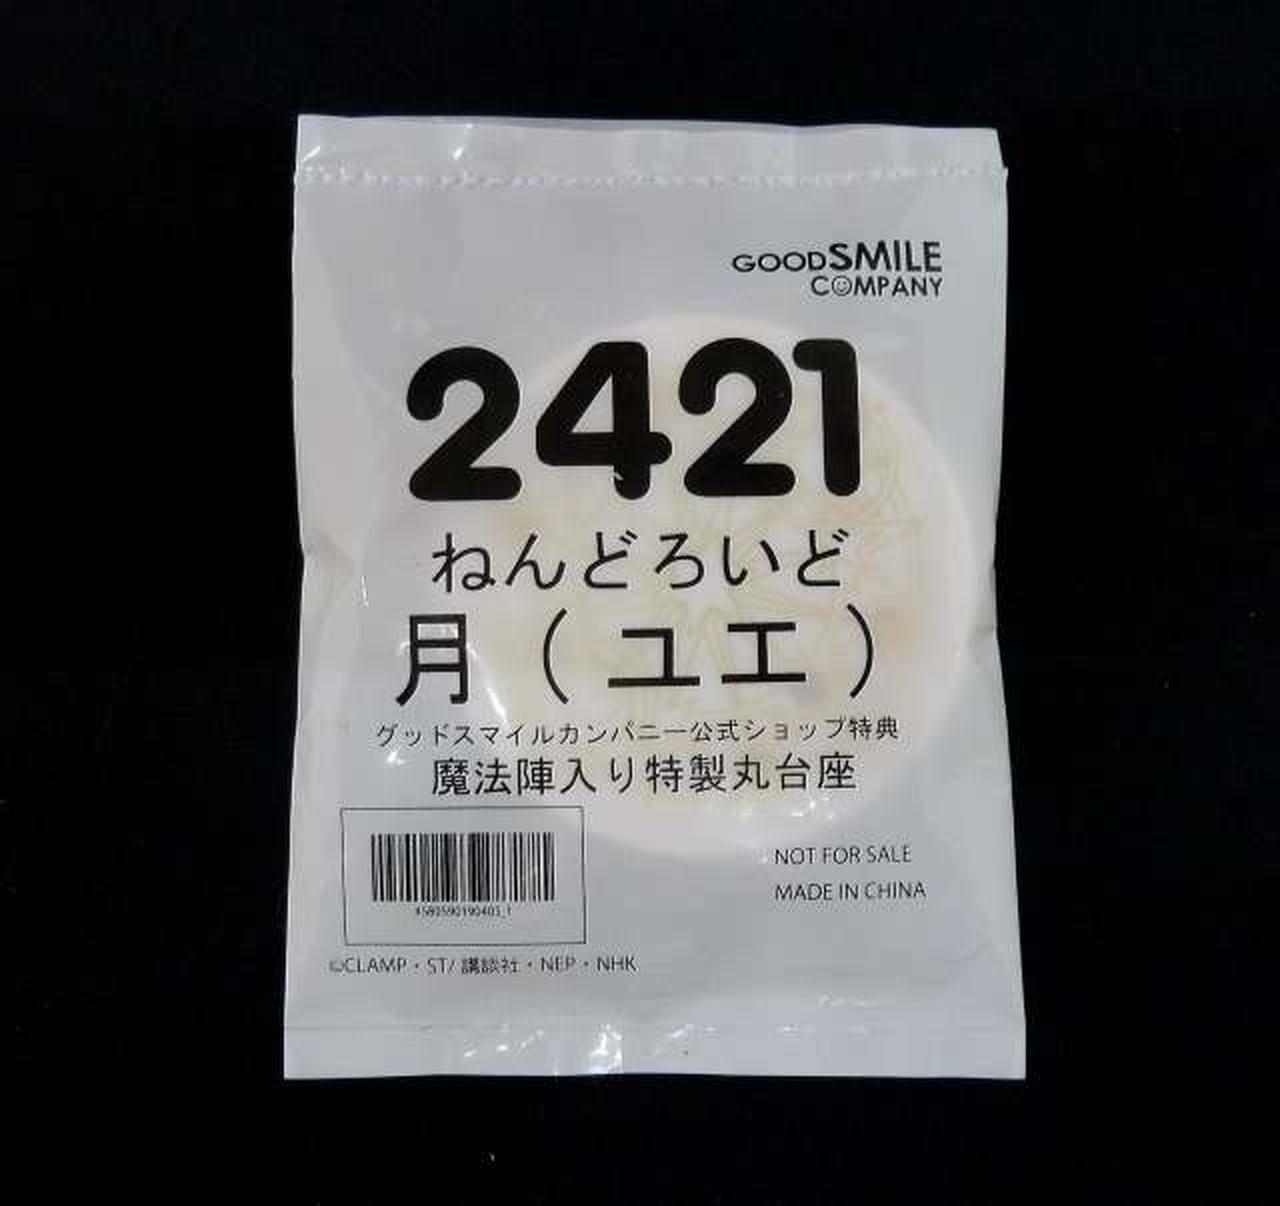 GOODSMILE
COMPANY
2421
ねんどろいど
月（ユエ）
グッドスマイルカンパニー公式ショップ特典
魔法陣入り特製丸台座
4580590190405_1
NOT FOR SALE
MADE IN CHINA
©CLAMP・ST/ 講談社・NEP・NHK